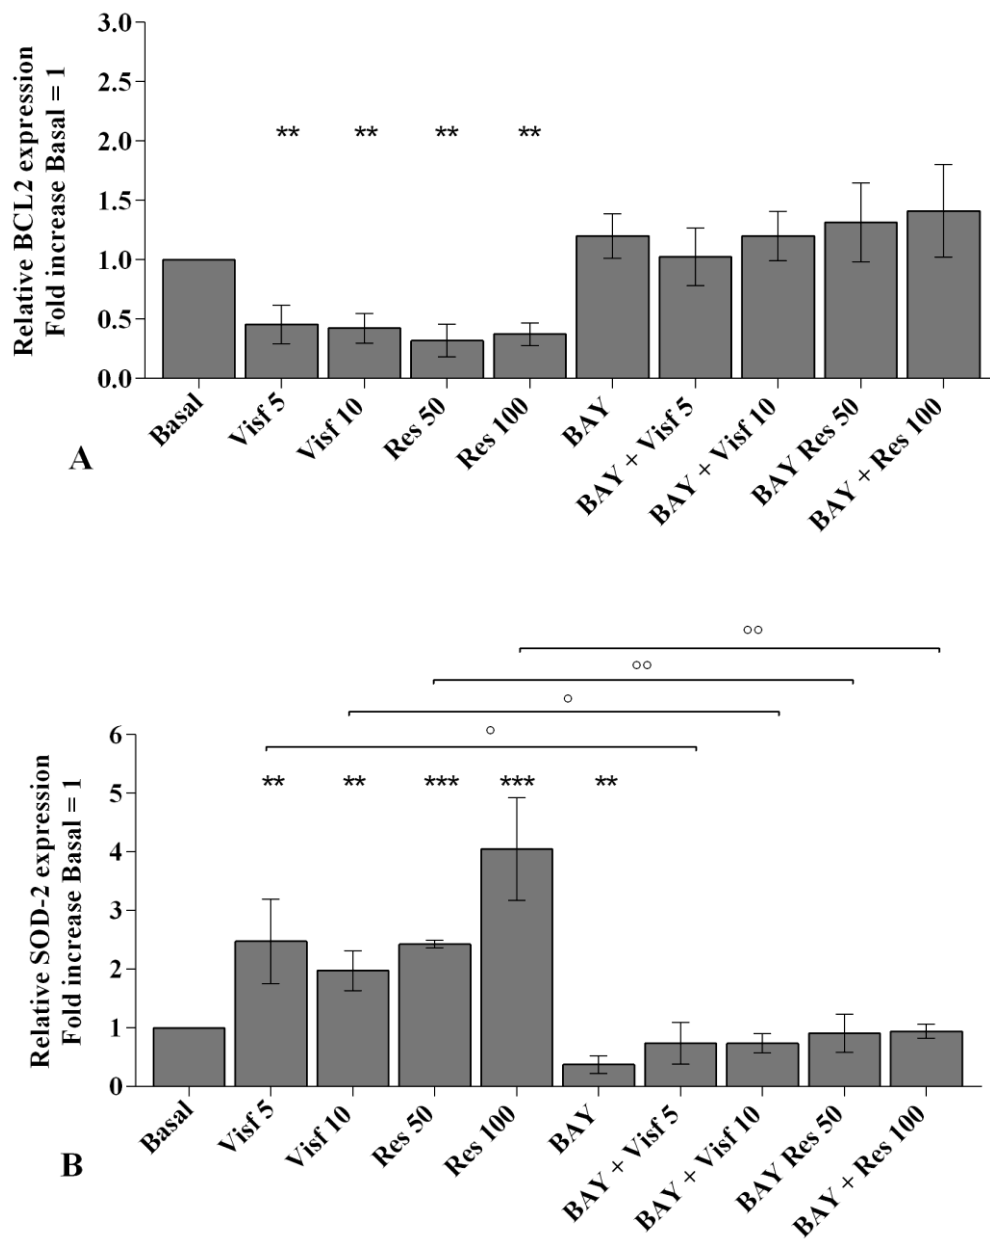 Relative BCL2 expression
Fold increase Basal = 1
3.0
2.5
2.0
1.5
1.0
0.5
0.0
** ** ** **
Basal
Visf 5
Visf 10
Res 50
Res 100
BAY
BAY + Visf 5
BAY + Visf 10
BAY Res 50
BAY + Res 100
A
Relative SOD-2 expression
Fold increase Basal = 1
°°
°°
°
°
6
5
4
3
2
1
0
** ** *** *** **
Basal
Visf 5
Visf 10
Res 50
Res 100
BAY
BAY + Visf 5
BAY + Visf 10
BAY Res 50
BAY + Res 100
B